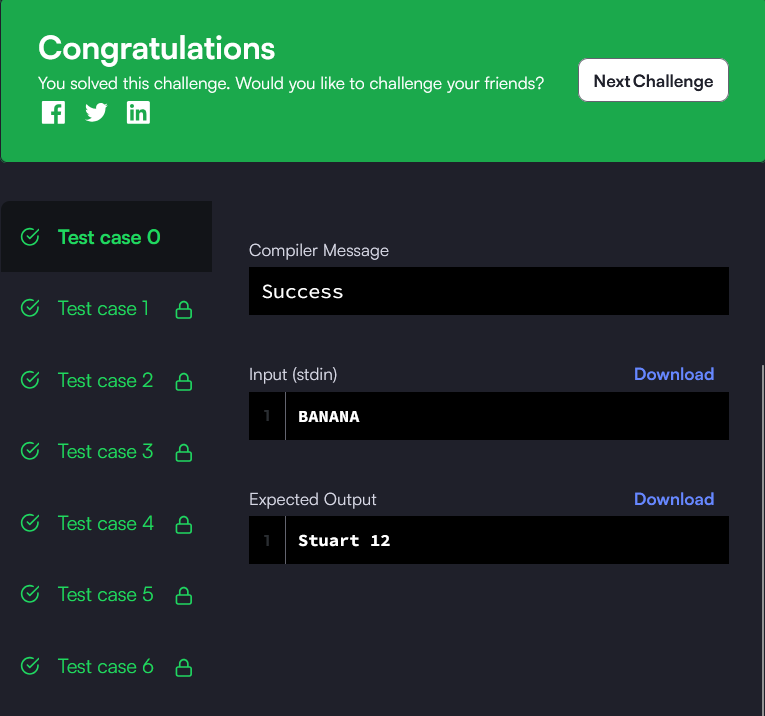 Congratulations
You solved this challenge. Would you like to challenge your friends?
Next Challenge
Test case 0
Test case 1
Test case 2
Test case 3
Test case 4
Test case 5
Test case 6
Compiler Message
Success
Input (stdin)
Download
1 BANANA
Expected Output
Download
1 Stuart 12